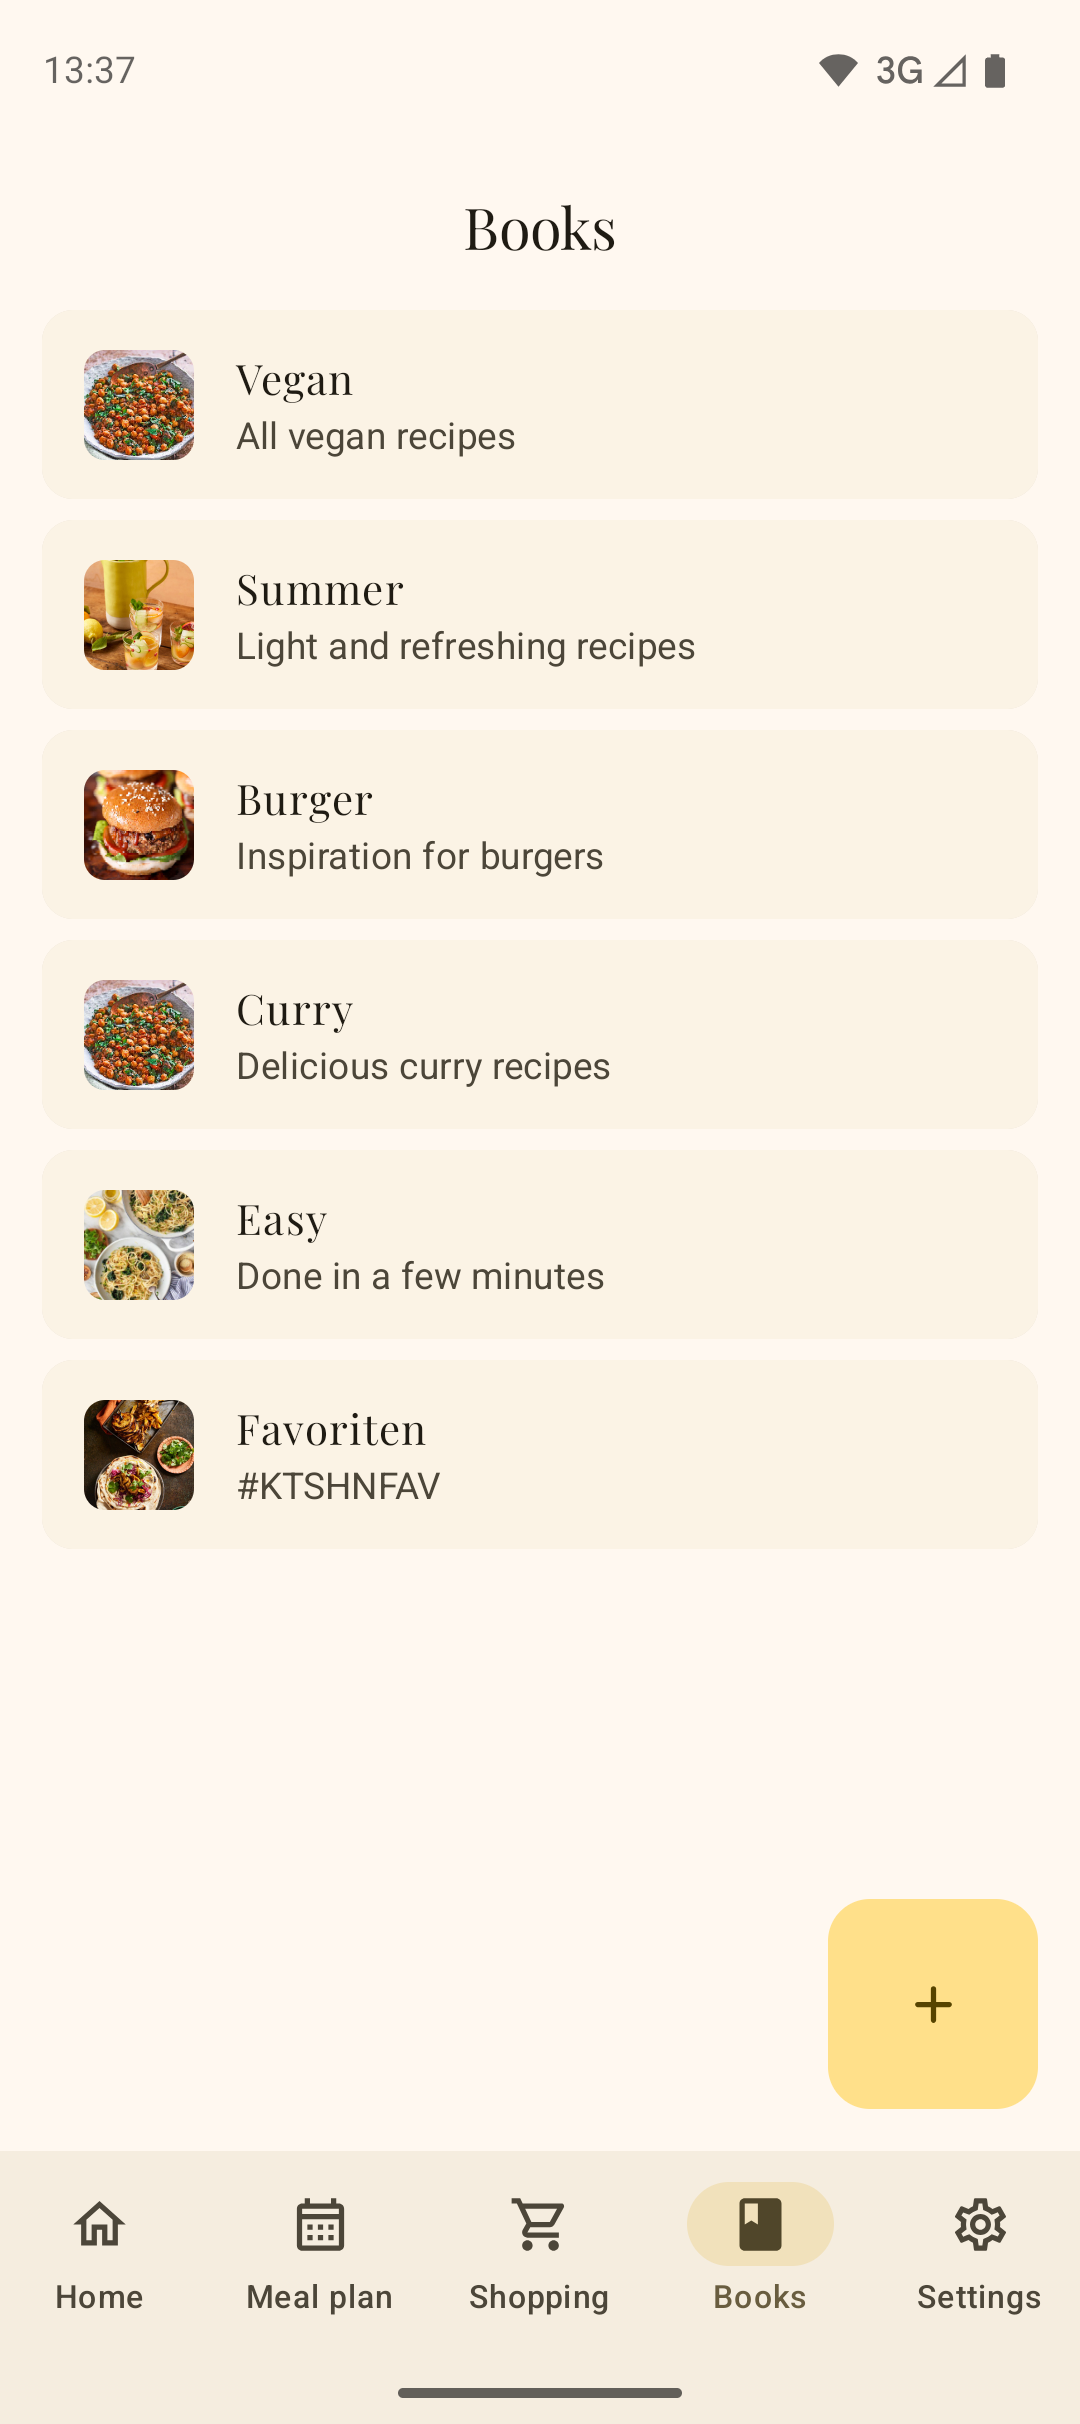 13:37
3G
Books
Vegan
All vegan recipes
Summer
Light and refreshing recipes
Burger
Inspiration for burgers
Curry
Delicious curry recipes
Easy
Done in a few minutes
Favoriten
#KTSHNFAV
Home
Meal plan
Shopping
Books
Settings